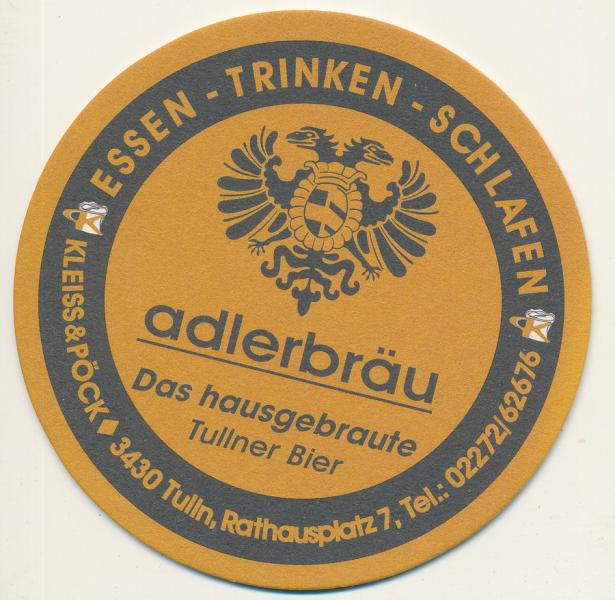 ESSEN - TRINKEN - SCHLAFEN
adlerbräu
Das hausgebraute
Tullner Bier
KLEISS&PÖCK ♦ 3430 Tulln, Rathausplatz 7, Tel.: 02272/62676